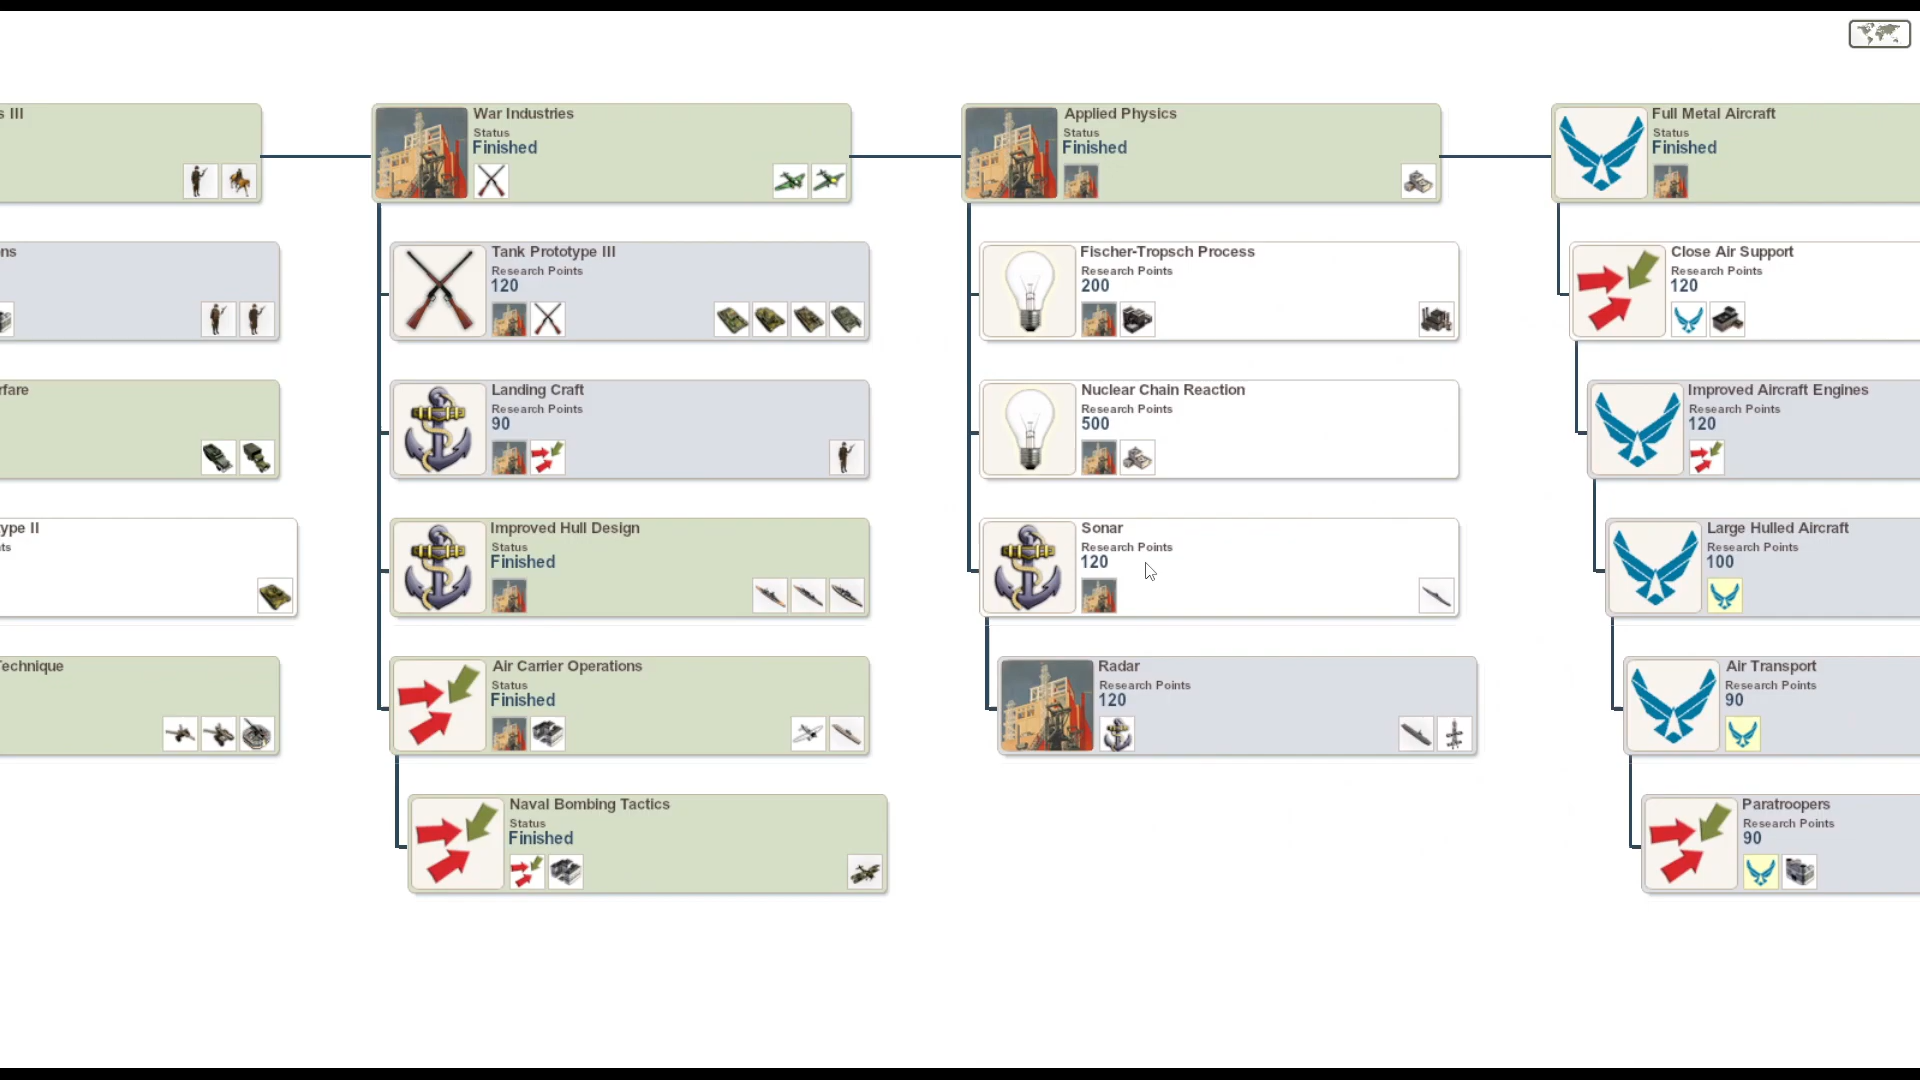 s III
ns
rfare
ype II
ts
Technique
War Industries
Status
Finished
Tank Prototype III
Research Points
120
Landing Craft
Research Points
90
Improved Hull Design
Status
Finished
Air Carrier Operations
Status
Finished
Naval Bombing Tactics
Status
Finished
Applied Physics
Status
Finished
Fischer-Tropsch Process
Research Points
200
Nuclear Chain Reaction
Research Points
500
Sonar
Research Points
120
Radar
Research Points
120
Full Metal Aircraft
Status
Finished
Close Air Support
Research Points
120
Improved Aircraft Engines
Research Points
120
Large Hulled Aircraft
Research Points
100
Air Transport
Research Points
90
Paratroopers
Research Points
90